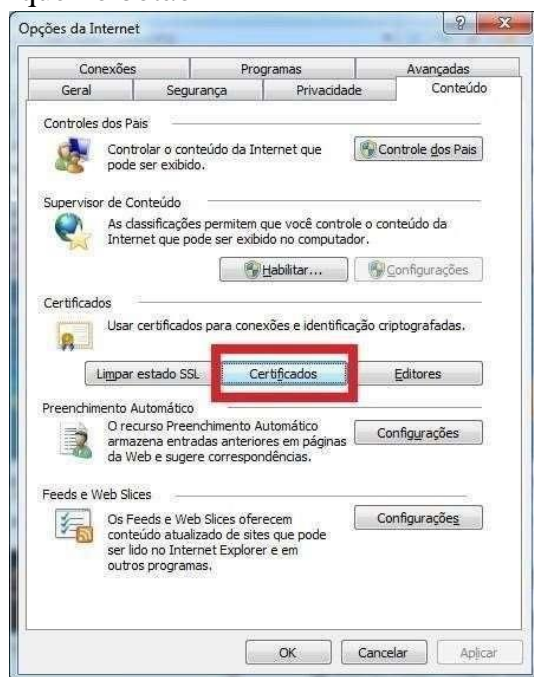 Opções da Internet
Conexões Programas Avançadas
Geral Segurança Privacidade Conteúdo
Controles dos Pais
Controlar o conteúdo da Internet que
pode ser exibido.
Controle dos Pais
Supervisor de Conteúdo
As classificações permitem que você controle o conteúdo da
Internet que pode ser exibido no computador.
Habilitar... Configurações
Certificados
Usar certificados para conexões e identificação criptografadas.
Limpar estado SSL Certificados Editores
Preenchimento Automático
O recurso Preenchimento Automático
armazena entradas anteriores em páginas
da Web e sugere correspondências.
Configurações
Feeds e Web Slices
Os Feeds e Web Slices oferecem
conteúdo atualizado de sites que pode
ser lido no Internet Explorer e em
outros programas.
Configurações
OK Cancelar Aplicar